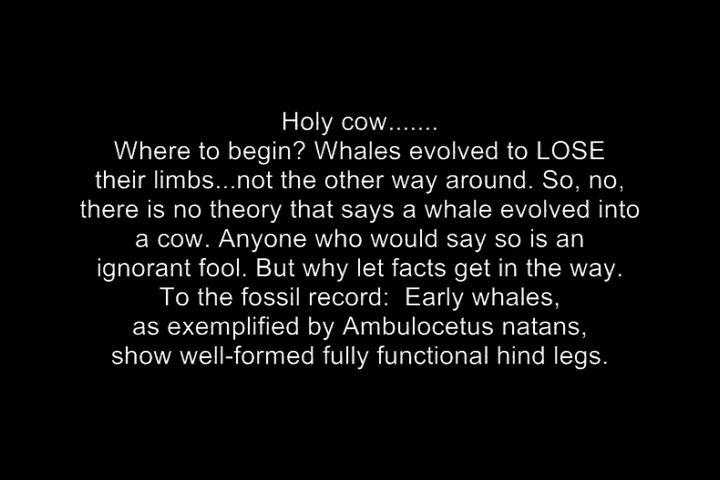 Holy cow.......
Where to begin? Whales evolved to LOSE
their limbs...not the other way around. So, no,
there is no theory that says a whale evolved into
a cow. Anyone who would say so is an
ignorant fool. But why let facts get in the way.
To the fossil record:  Early whales,
as exemplified by Ambulocetus natans,
show well-formed fully functional hind legs.